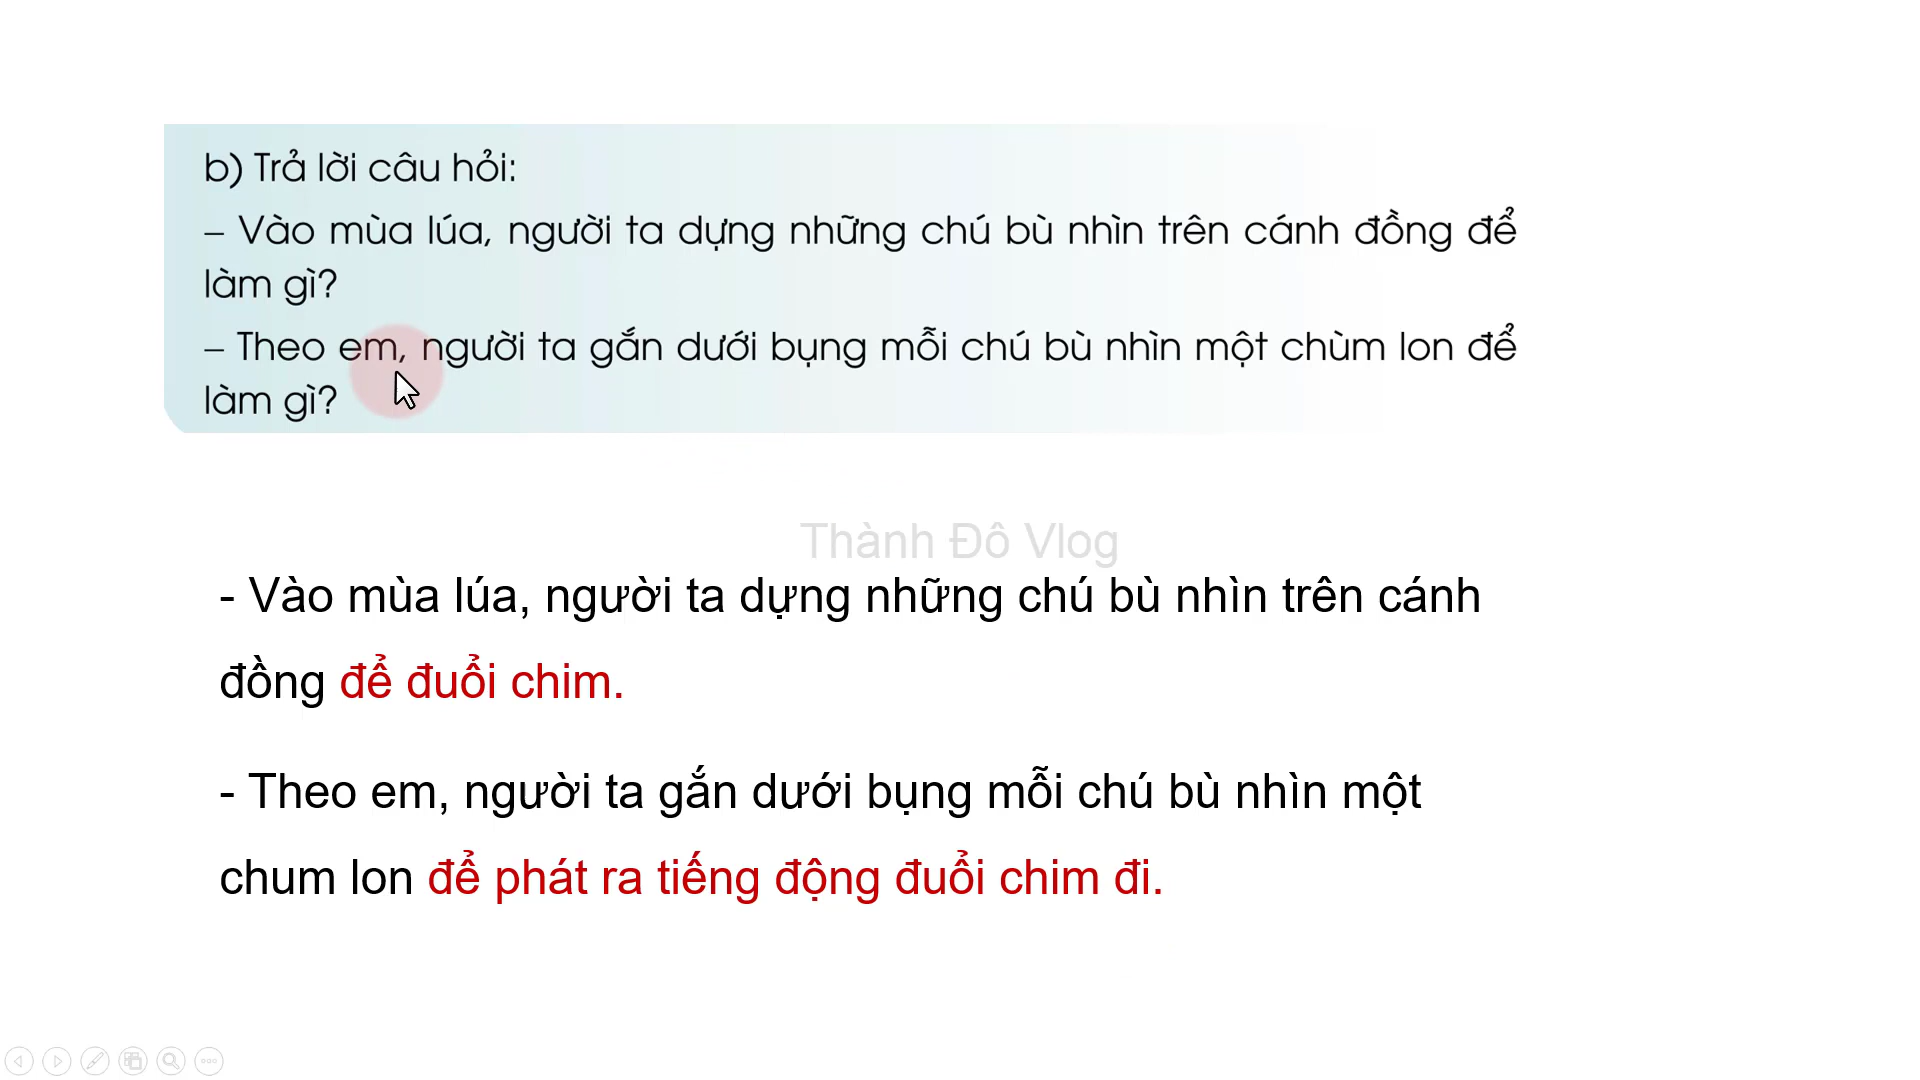 b) Trả lời câu hỏi:
– Vào mùa lúa, người ta dựng những chú bù nhìn trên cánh đồng để
làm gì?
– Theo em, người ta gắn dưới bụng mỗi chú bù nhìn một chùm lon để
làm gì?
Thành Đô Vlog
- Vào mùa lúa, người ta dựng những chú bù nhìn trên cánh
đồng để đuổi chim.
- Theo em, người ta gắn dưới bụng mỗi chú bù nhìn một
chum lon để phát ra tiếng động đuổi chim đi.